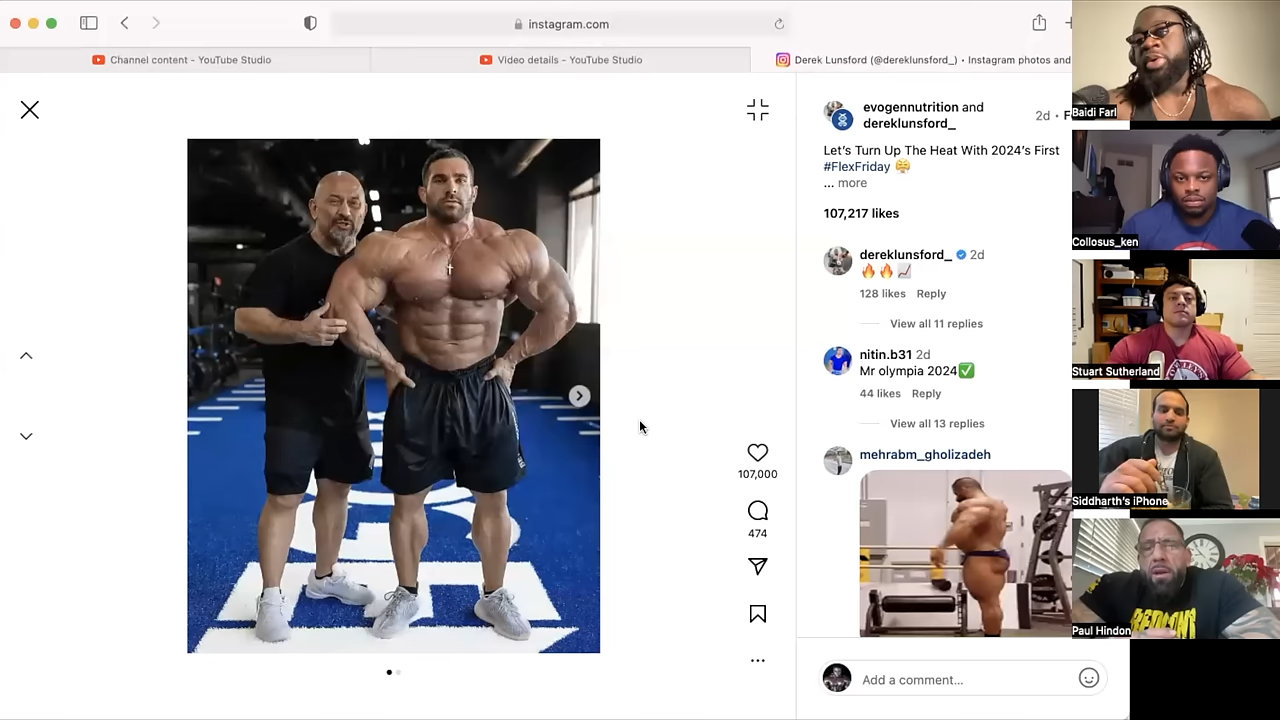 instagram.com
Channel content - YouTube Studio
Video details - YouTube Studio
Derek Lunsford (@dereklunsford_) • Instagram photos and
evogennutrition and
dereklunsford_
2d • F
Let's Turn Up The Heat With 2024's First
#FlexFriday 😤
... more
107,217 likes
dereklunsford_ 2d
🔥🔥📈
128 likes Reply
View all 11 replies
nitin.b31 2d
Mr olympia 2024✅
44 likes Reply
View all 13 replies
mehrabm_gholizadeh
107,000
474
Add a comment...
Baidi Farl
Collosus_ken
Stuart Sutherland
Siddharth's iPhone
Paul Hindon